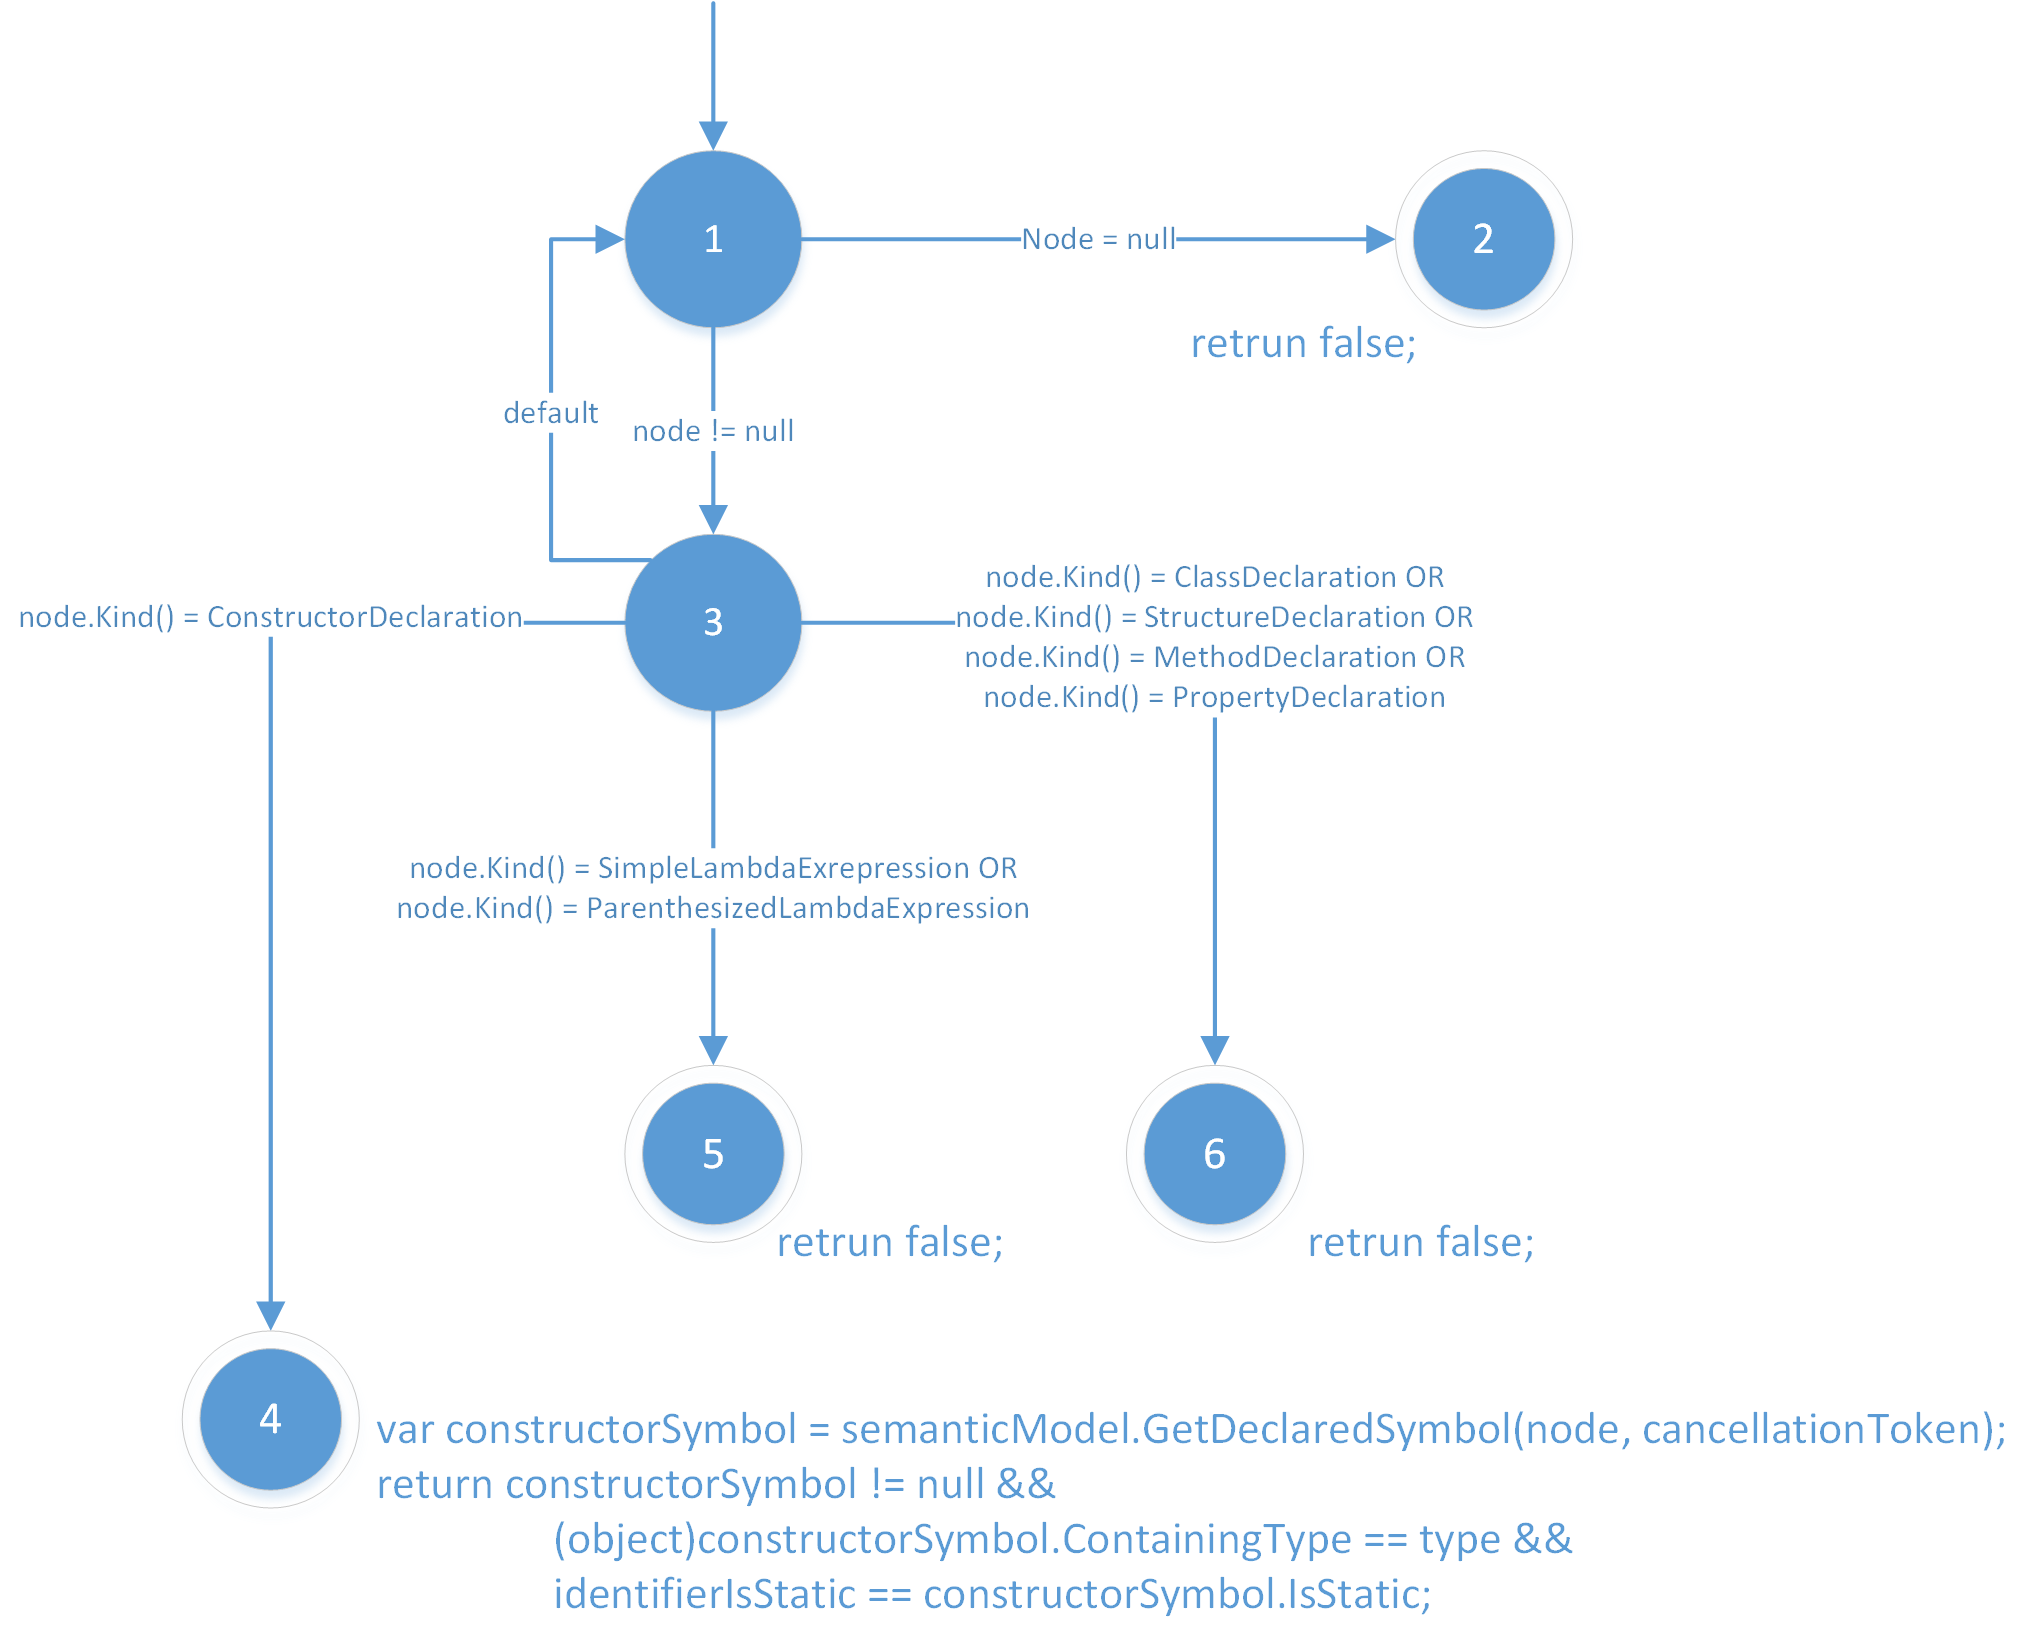 1
Node = null
2
retrun false;
default
node != null
3
node.Kind() = ConstructorDeclaration
node.Kind() = ClassDeclaration OR
node.Kind() = StructureDeclaration OR
node.Kind() = MethodDeclaration OR
node.Kind() = PropertyDeclaration
node.Kind() = SimpleLambdaExrepression OR
node.Kind() = ParenthesizedLambdaExpression
5
retrun false;
6
retrun false;
4
var constructorSymbol = semanticModel.GetDeclaredSymbol(node, cancellationToken);
return constructorSymbol != null &&
(object)constructorSymbol.ContainingType == type &&
identifierIsStatic == constructorSymbol.IsStatic;